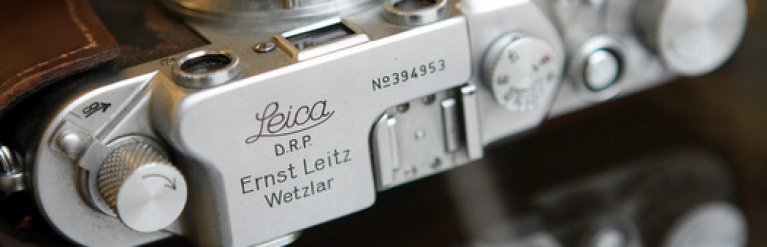 Nº394953
Leica
D.R.P.
Ernst Leitz
Wetzlar